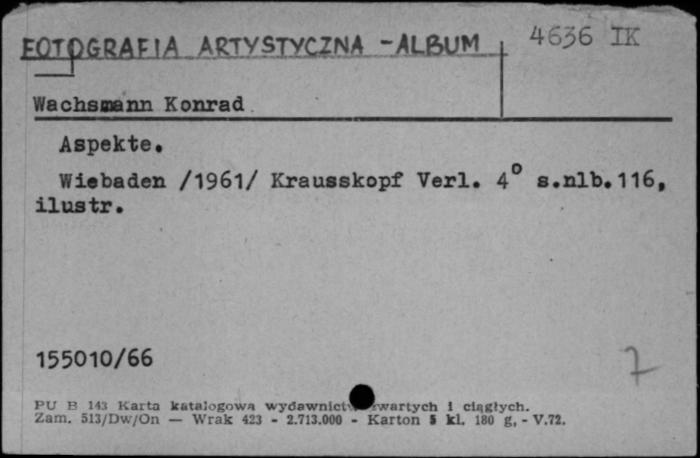 FOTOGRAFIA ARTYSTYCZNA - ALBUM
4636 IK
Wachsmann Konrad
Aspekte.
Wiebaden /1961/ Krausskopf Verl. 4° s.nlb.116,
ilustr.
155010/66
7
PU B 143 Karta katalogowa wydawnictw zwartych i ciągłych.
Zam. 513/Dw/On — Wrak 423 - 2.713.000 - Karton 5 kl. 180 g, - V.72.